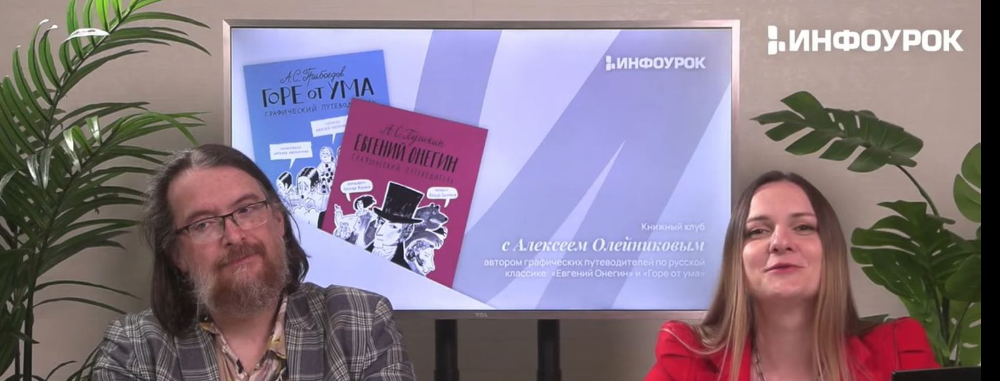 ИНФОУРОК
ИНФОУРОК
А.С. Грибоедов
ГОРЕ от УМА
ГРАФИЧЕСКИЙ
А.С. Пушкин
ЕВГЕНИЙ ОНЕГИН
ГРАФИЧЕСКИЙ ПУТЕВОДИТЕЛЬ
Книжный клуб
с Алексеем Олейниковым
автором графических путеводителей по русской
классике: «Евгений Онегин» и «Горе от ума»
TCL